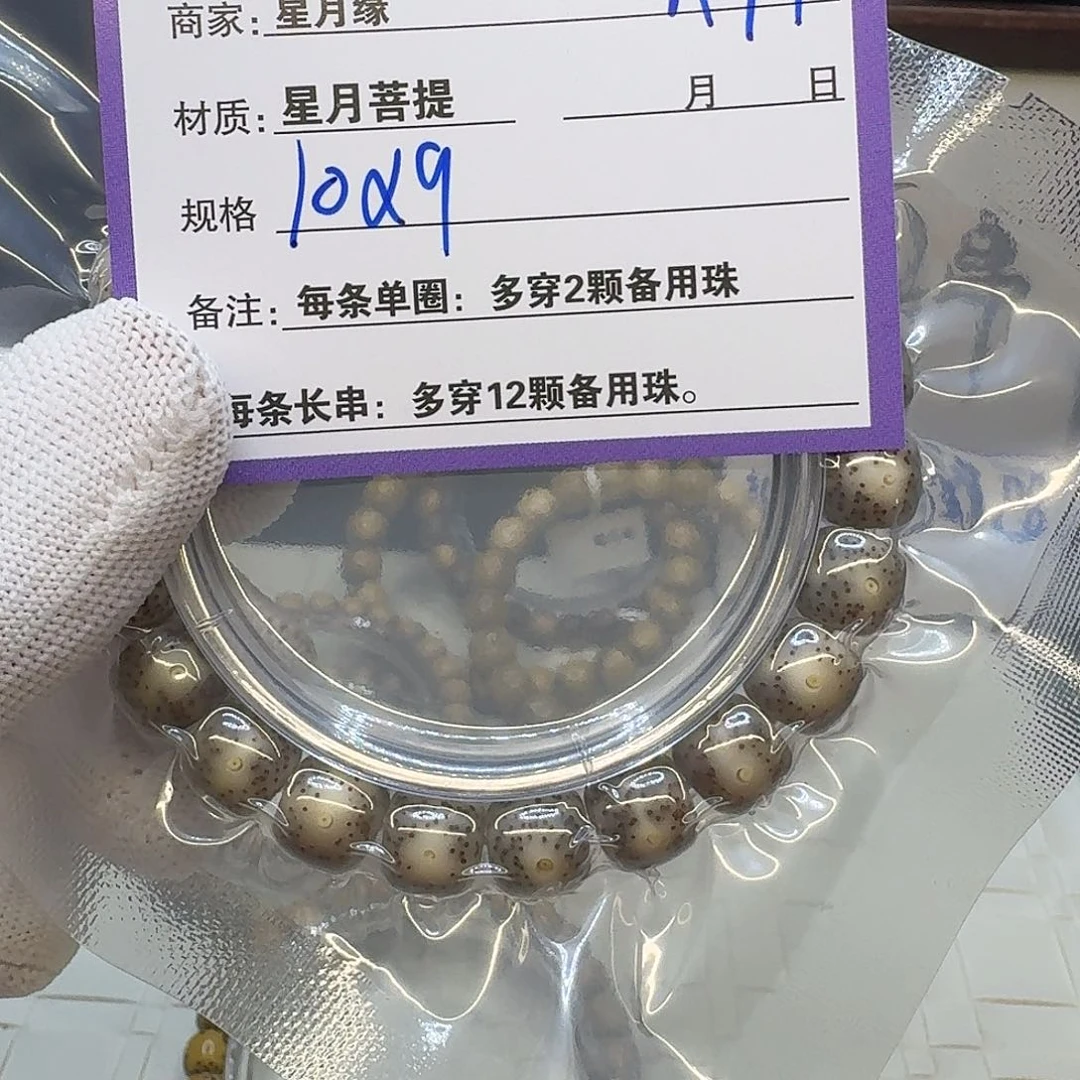 商家：星月缘
材质：星月菩提 月 日
规格 10α9
备注：每条单圈：多穿2颗备用珠
每条长串：多穿12颗备用珠。